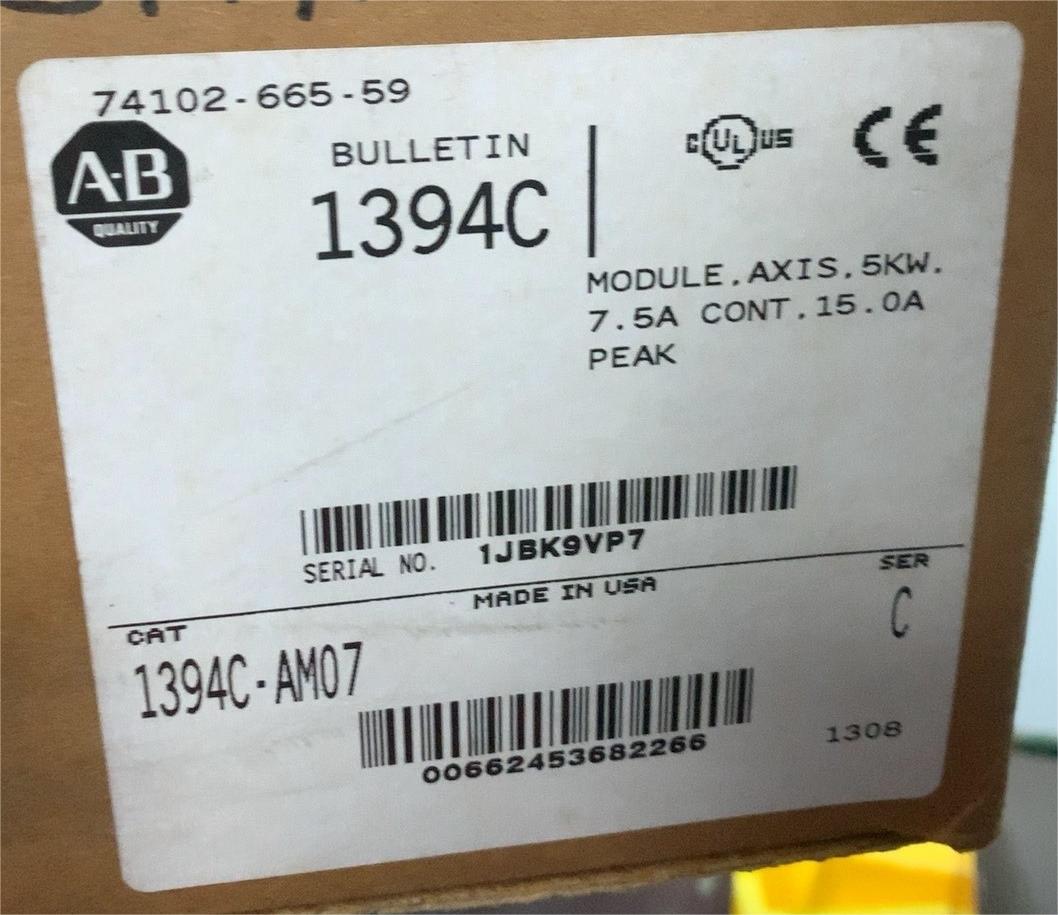 74102-665-59
A-B
QUALITY
BULLETIN
1394C
C UL US
CE
MODULE,AXIS,5KW,
7.5A CONT,15.0A
PEAK
SERIAL NO. 1JBK9VP7
MADE IN USA
SER
C
CAT
1394C-AM07
00662453682266
1308